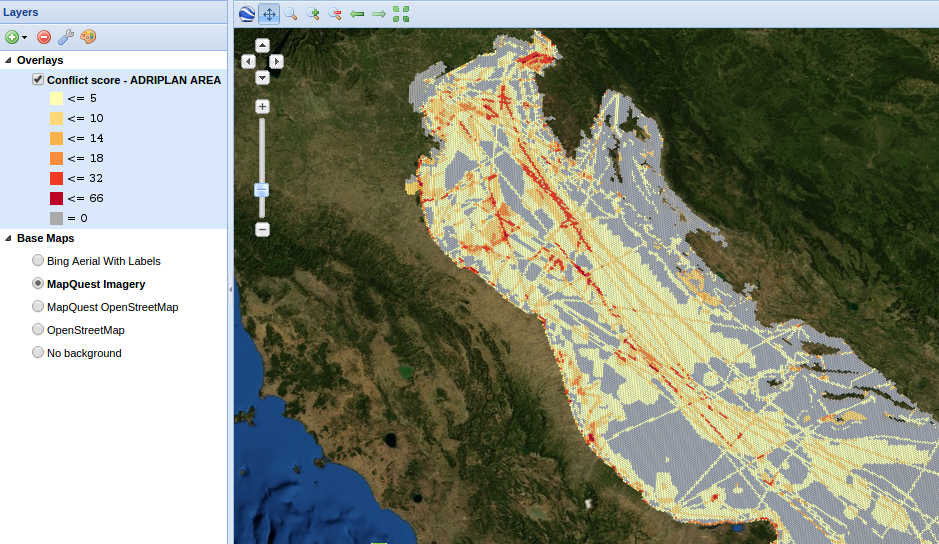 Layers
Overlays
Conflict score - ADRIPLAN AREA
<= 5
<= 10
<= 14
<= 18
<= 32
<= 66
= 0
Base Maps
Bing Aerial With Labels
MapQuest Imagery
MapQuest OpenStreetMap
OpenStreetMap
No background